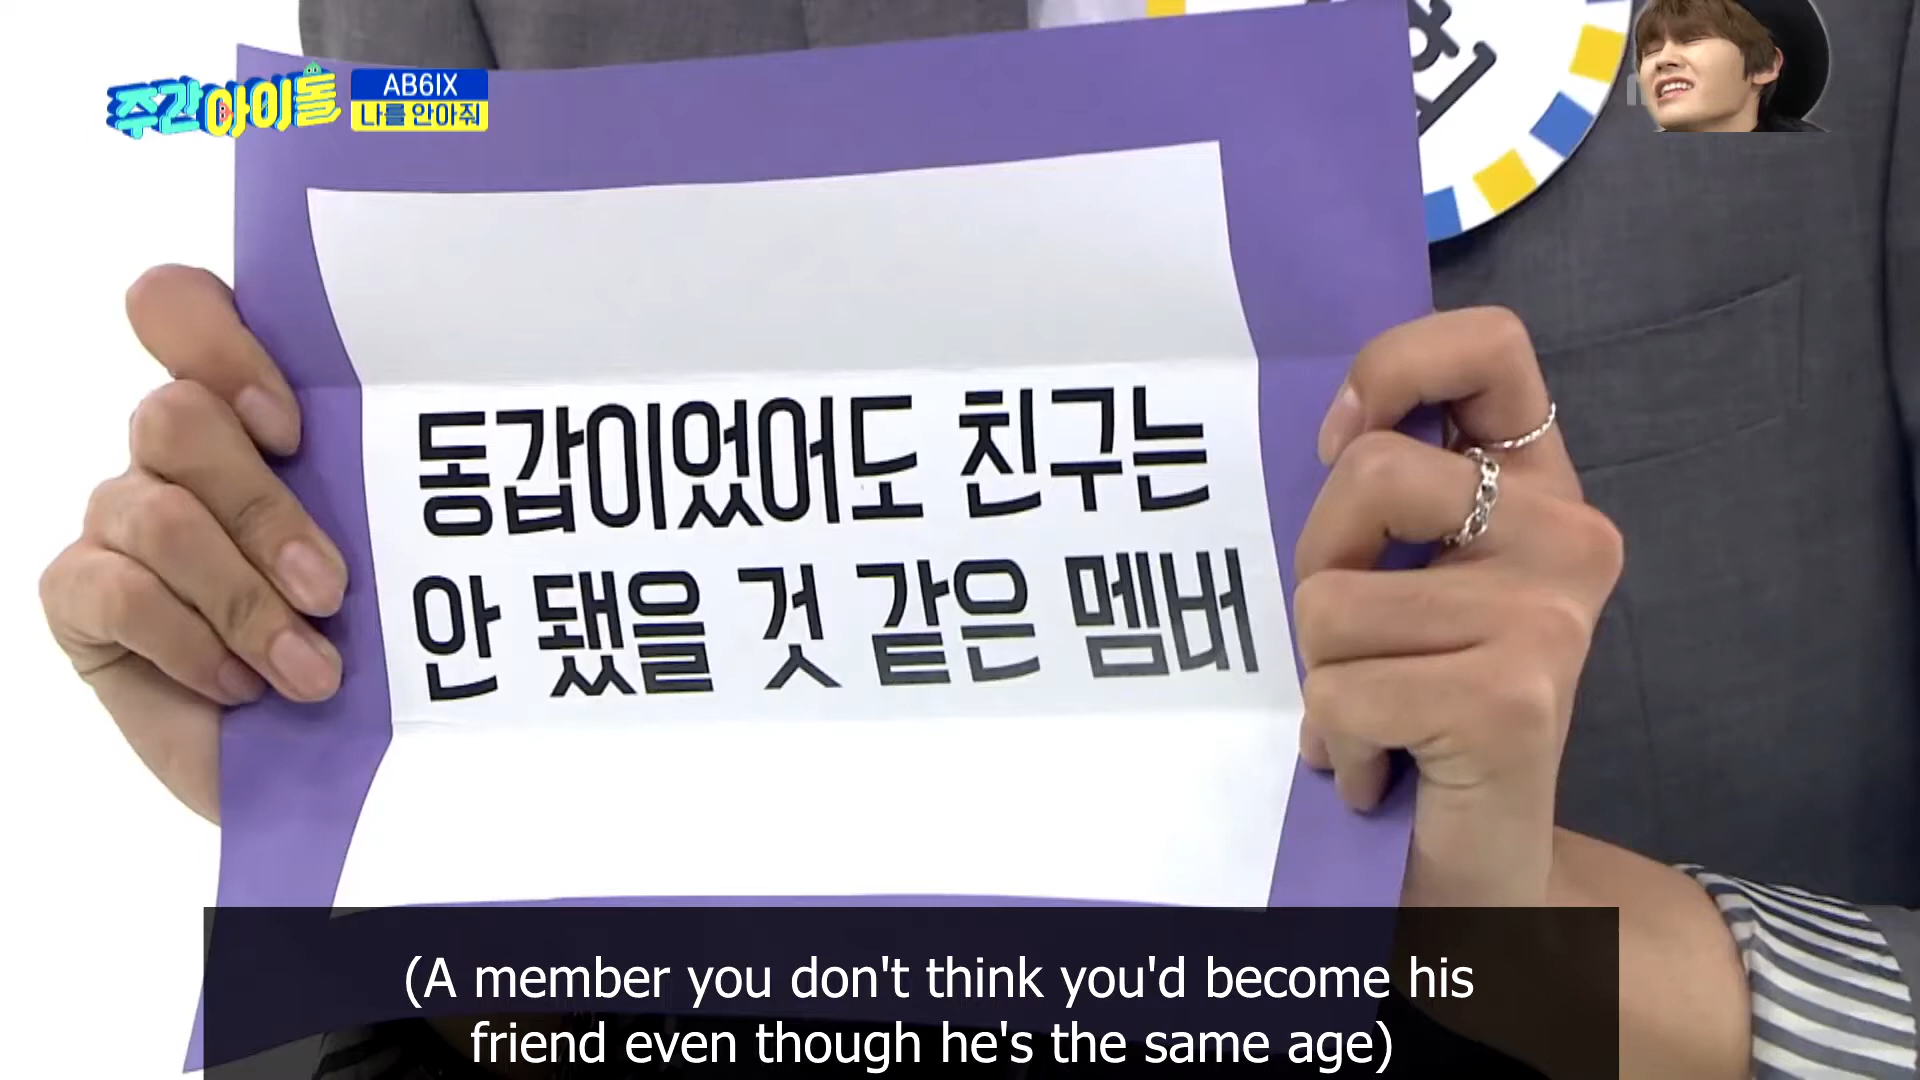 주간아이돌
AB6IX
나를 안아줘
동갑이었어도 친구는
안 됐을 것 같은 멤버
(A member you don't think you'd become his
friend even though he's the same age)